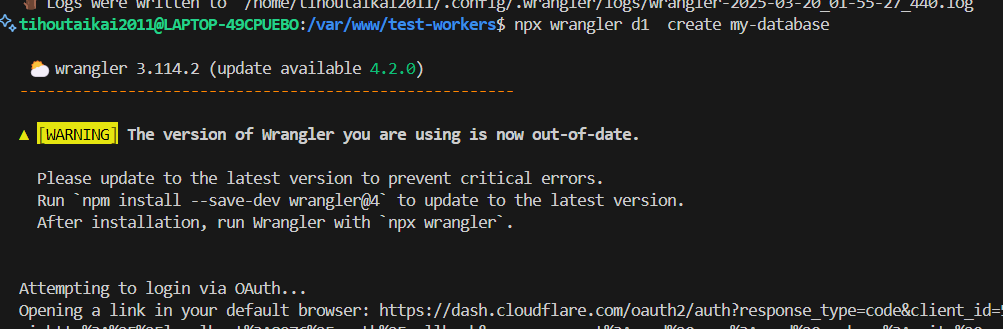 Logs were written to "/home/tihoutaikai2011/.config/.wrangler/logs/wrangler-2025-03-20_01-55-27_440.log
tihoutaikai2011@LAPTOP-49CPUEBO:/var/www/test-workers$ npx wrangler d1  create my-database
wrangler 3.114.2 (update available 4.2.0)
-------------------------------------------------------
▲ [WARNING] The version of Wrangler you are using is now out-of-date.
Please update to the latest version to prevent critical errors.
Run `npm install --save-dev wrangler@4` to update to the latest version.
After installation, run Wrangler with `npx wrangler`.
Attempting to login via OAuth...
Opening a link in your default browser: https://dash.cloudflare.com/oauth2/auth?response_type=code&client_id=